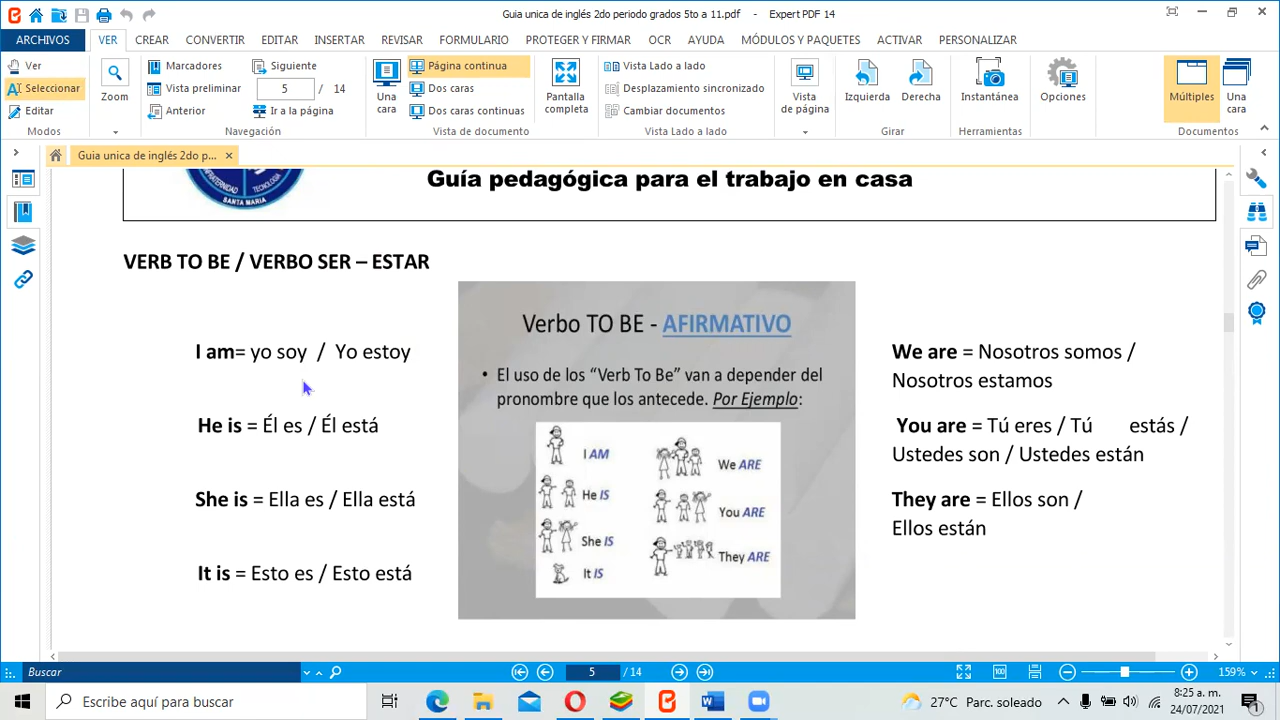 Guia unica de inglés 2do periodo grados 5to a 11.pdf - Expert PDF 14
ARCHIVOS VER CREAR CONVERTIR EDITAR INSERTAR REVISAR FORMULARIO PROTEGER Y FIRMAR OCR AYUDA MÓDULOS Y PAQUETES ACTIVAR PERSONALIZAR
Ver
Seleccionar
Editar
Modos
Zoom
Marcadores
Vista preliminar
Anterior
Siguiente
5 / 14
Ir a la página
Navegación
Una cara
Página continua
Dos caras
Dos caras continuas
Vista de documento
Pantalla completa
Vista Lado a lado
Desplazamiento sincronizado
Cambiar documentos
Vista Lado a lado
Vista de página
Izquierda
Derecha
Girar
Instantánea
Herramientas
Opciones
Múltiples
Una cara
Documentos
Guia unica de inglés 2do p...
FRATERNIDAD TECNOLOGIA
SANTA MARIA
Guía pedagógica para el trabajo en casa
VERB TO BE / VERBO SER – ESTAR
I am= yo soy / Yo estoy
He is = Él es / Él está
She is = Ella es / Ella está
It is = Esto es / Esto está
Verbo TO BE - AFIRMATIVO
• El uso de los “Verb To Be” van a depender del
pronombre que los antecede. Por Ejemplo:
I AM
He IS
She IS
It IS
We ARE
You ARE
They ARE
We are = Nosotros somos /
Nosotros estamos
You are = Tú eres / Tú estás /
Ustedes son / Ustedes están
They are = Ellos son /
Ellos están
Buscar
5 / 14
159%
Escribe aquí para buscar
27°C Parc. soleado
8:25 a. m.
24/07/2021
1